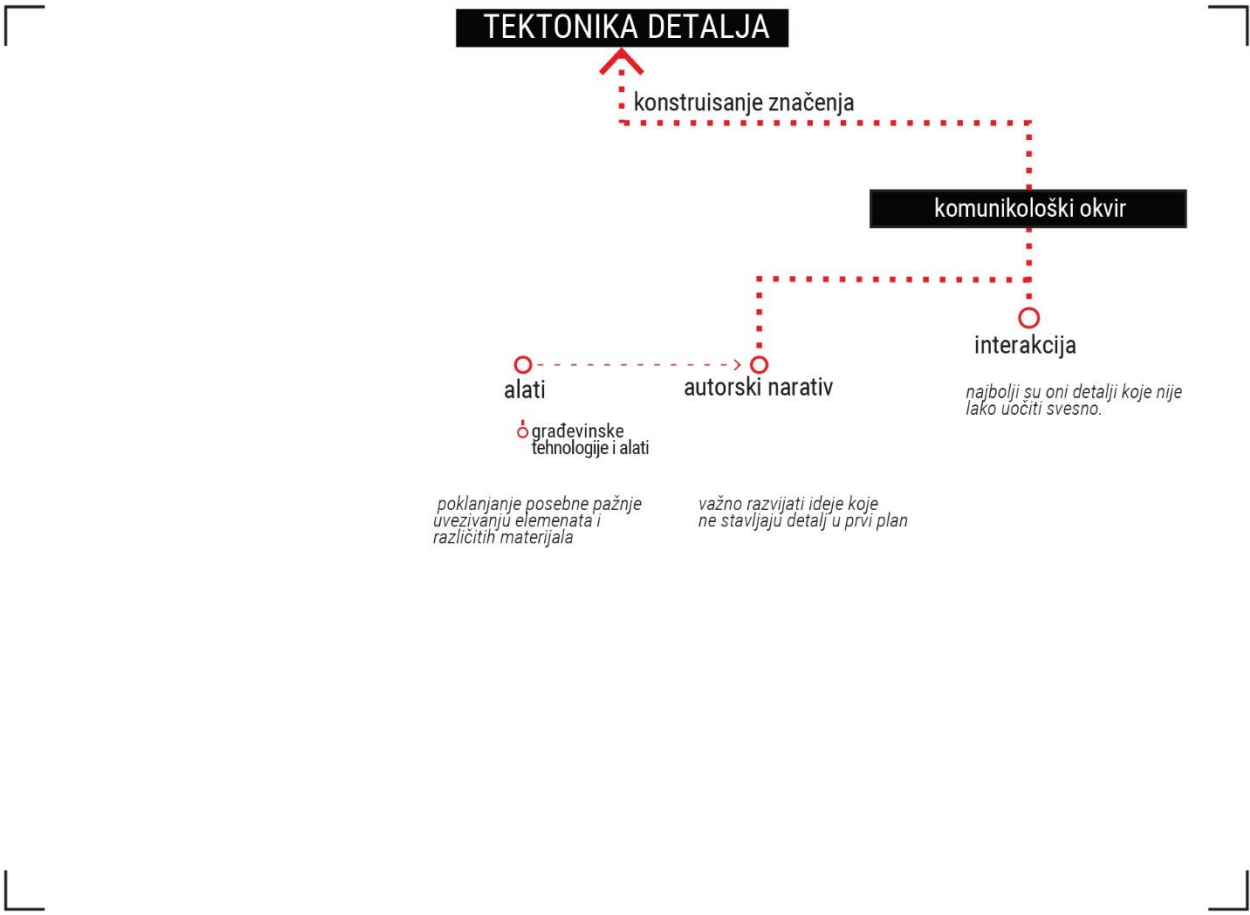 TEKTONIKA DETALJA
konstruisanje značenja
komunikološki okvir
interakcija
najbolji su oni detalji koje nije
lako uočiti svesno.
alati
autorski narativ
građevinske
tehnologije i alati
poklanjanje posebne pažnje
uvezivanju elemenata i
različitih materijala
važno razvijati ideje koje
ne stavljaju detalj u prvi plan